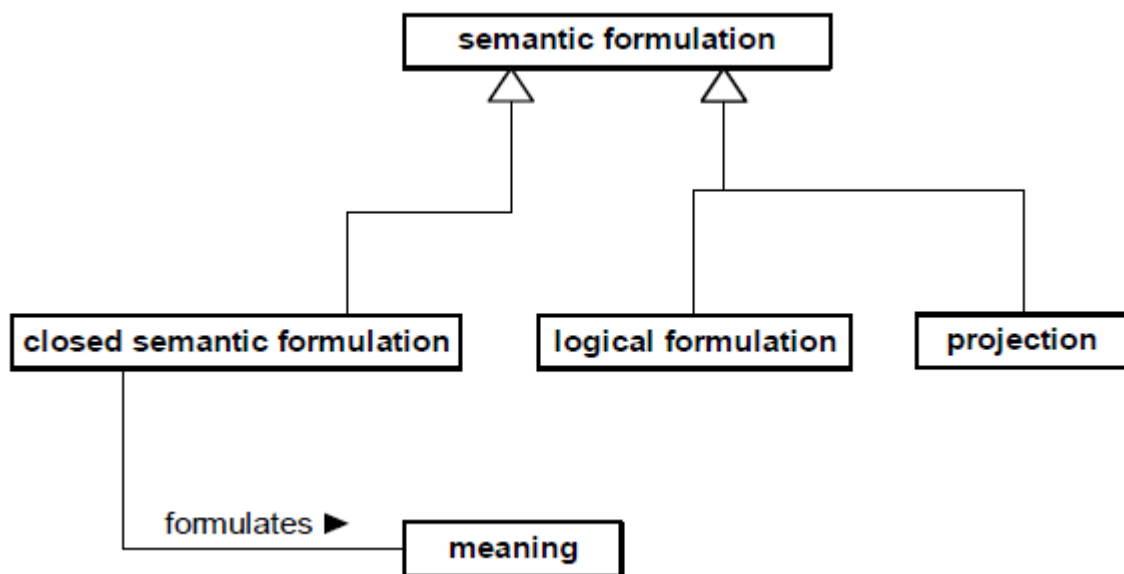 semantic formulation
closed semantic formulation
logical formulation
projection
formulates ►
meaning